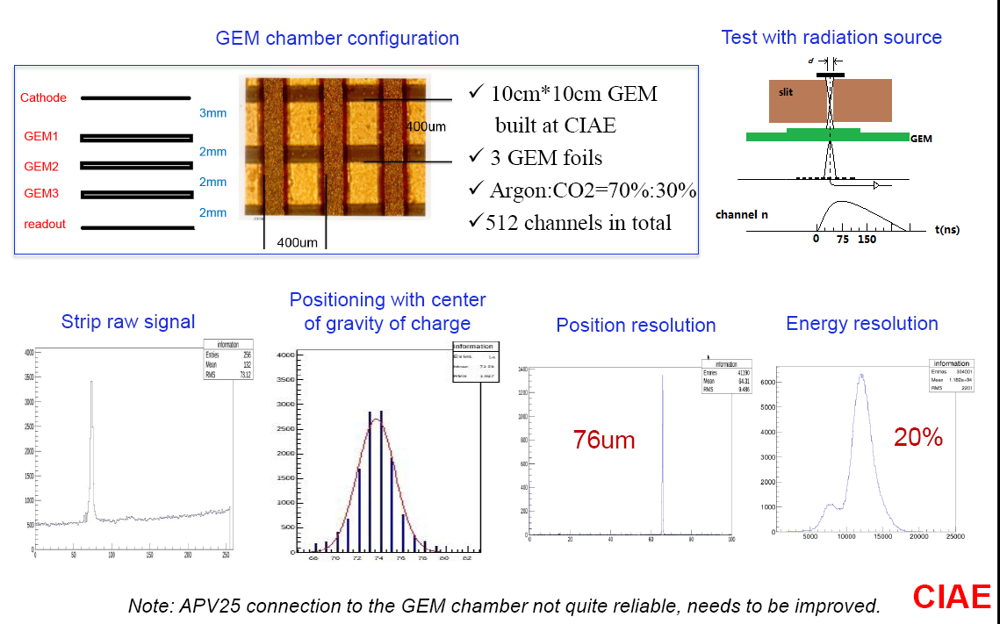 GEM chamber configuration
Test with radiation source
Cathode
3mm
GEM1
2mm
GEM2
2mm
GEM3
2mm
readout
400um
400um
✓ 10cm*10cm GEM
built at CIAE
✓ 3 GEM foils
✓ Argon:CO2=70%:30%
✓ 512 channels in total
d
slit
GEM
channel n
t(ns)
0 75 150
Strip raw signal
information
Entries 256
Mean 132
RMS 73.12
4000
3500
3000
2500
2000
1500
1000
500
0
0 50 100 150 200 250
Positioning with center
of gravity of charge
information
4000
3500
3000
2500
2000
1500
1000
500
0
68 70 72 74 76 78 80 82
Position resolution
information
Entries 41190
Mean 64.31
RMS 9.486
1400
1200
1000
800
600
400
200
0
0 20 40 60 80 100
76um
Energy resolution
information
Entries 304001
Mean 1.182e+04
RMS 2201
6000
5000
4000
3000
2000
1000
0
5000 10000 15000 20000 25000
20%
Note: APV25 connection to the GEM chamber not quite reliable, needs to be improved.
CIAE